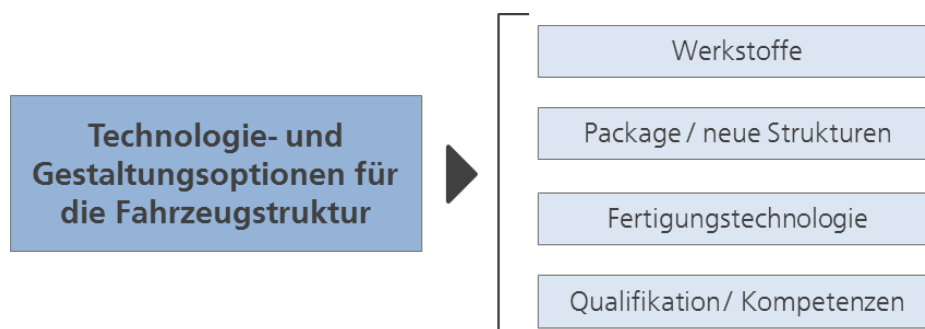 Technologie- und
Gestaltungsoptionen für
die Fahrzeugstruktur
Werkstoffe
Package / neue Strukturen
Fertigungstechnologie
Qualifikation / Kompetenzen